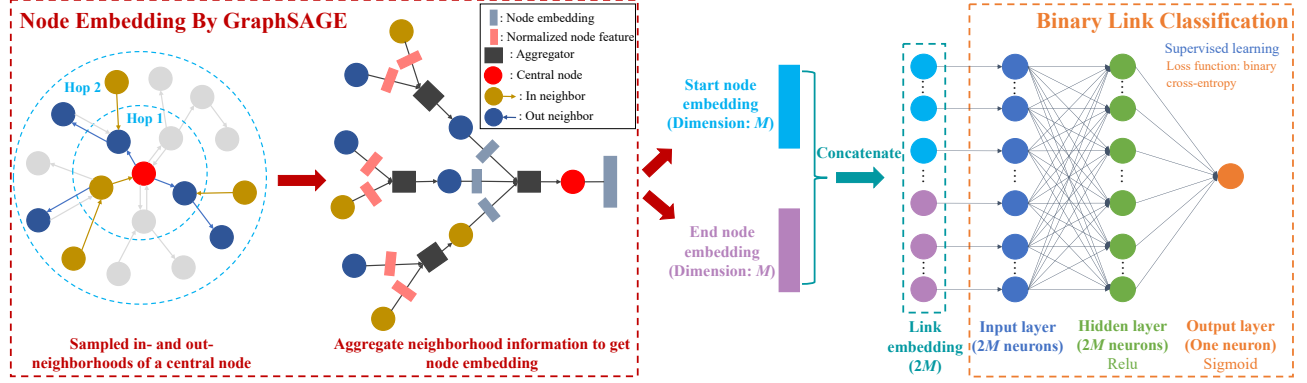 Node Embedding By GraphSAGE
Hop 2
Hop 1
: Node embedding
: Normalized node feature
: Aggregator
: Central node
: In neighbor
: Out neighbor
Sampled in- and out-
neighborhoods of a central node
Aggregate neighborhood information to get
node embedding
Start node
embedding
(Dimension: M)
End node
embedding
(Dimension: M)
Concatenate
Link
embedding
(2M)
Binary Link Classification
Supervised learning
Loss function: binary
cross-entropy
Input layer
(2M neurons)
Hidden layer
(2M neurons)
Relu
Output layer
(One neuron)
Sigmoid